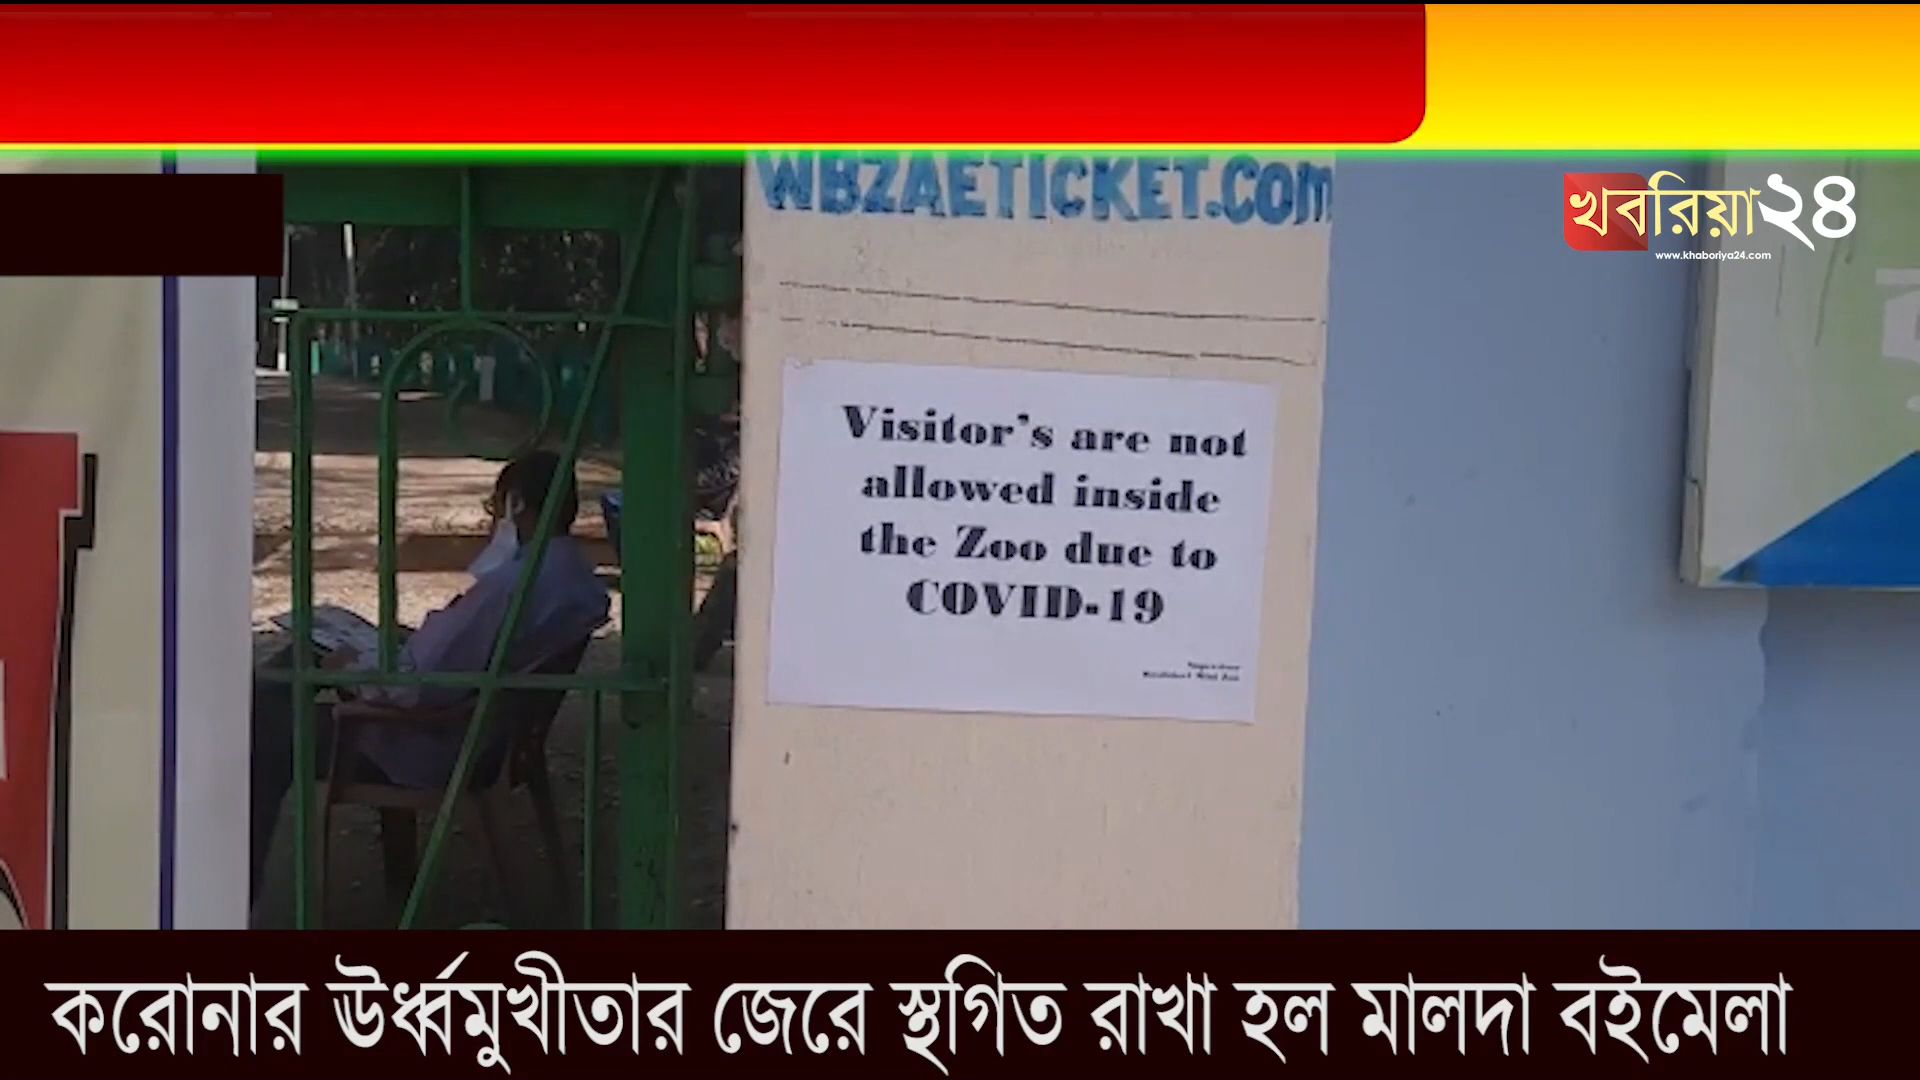 WBZAETICKET.COM
খবরিয়া২৪
www.khaboriya24.com
Visitor's are not
allowed inside
the Zoo due to
COVID-19
করোনার ঊর্ধ্বমুখীতার জেরে স্থগিত রাখা হল মালদা বইমেলা